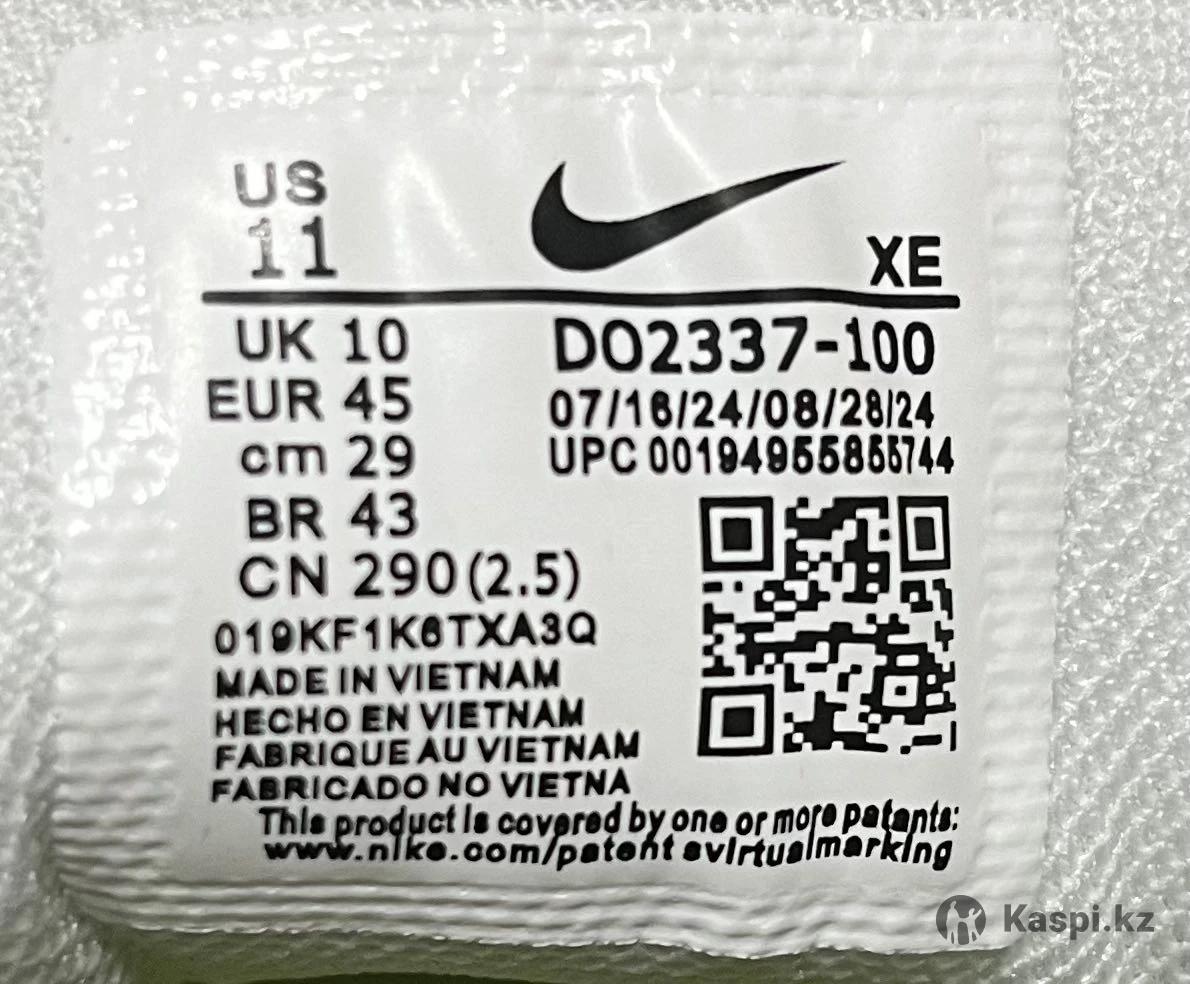 US
11
XE
UK 10
EUR 45
cm 29
BR 43
CN 290 (2.5)
DO2337-100
07/16/24/08/28/24
UPC 00194955855744
019KF1K6TXA3Q
MADE IN VIETNAM
HECHO EN VIETNAM
FABRIQUE AU VIETNAM
FABRICADO NO VIETNA
This product is covered by one or more patents:
www.nike.com/patentsvirtualmarking
Kaspi.kz